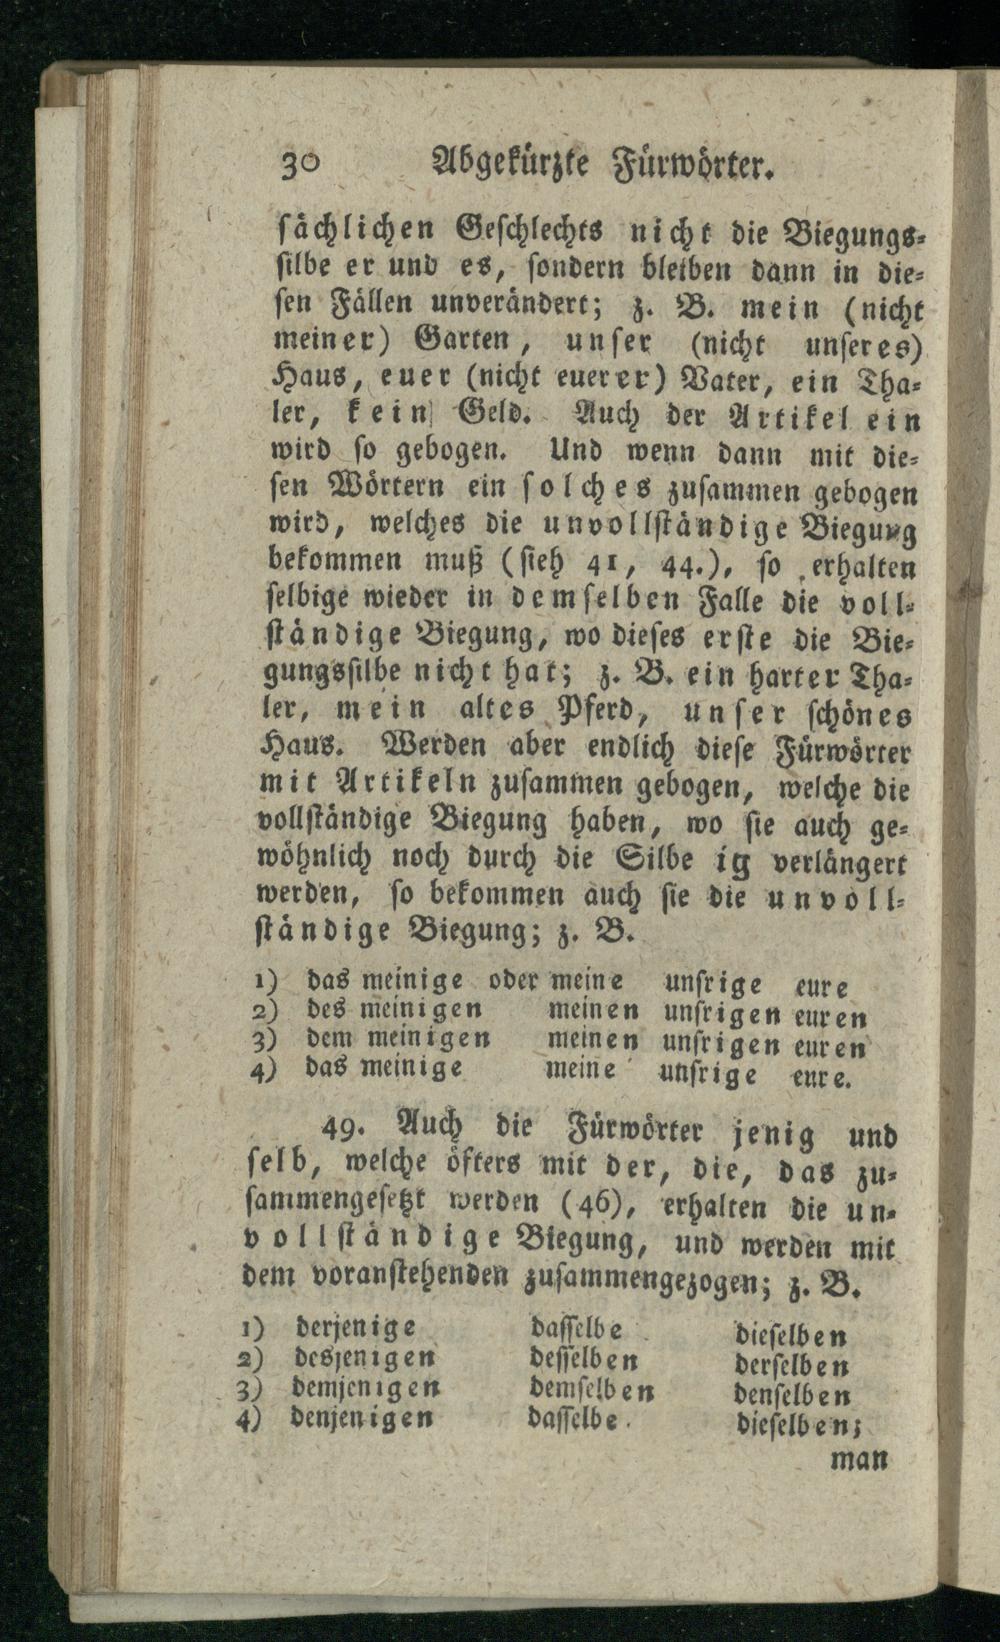 30 Abgekürzte Fürwörter.
sächlichen Geschlechts nicht die Biegungs-
silbe er und es, sondern bleiben dann in die-
sen Fällen unverändert; z. B. mein (nicht
meiner) Garten, unser (nicht unseres)
Haus, euer (nicht euerer) Vater, ein Tha-
ler, kein Geld. Auch der Artikel ein
wird so gebogen. Und wenn dann mit die-
sen Wörtern ein solches zusammen gebogen
wird, welches die unvollständige Biegung
bekommen muß (sieh 41, 44.), so erhalten
selbige wieder in demselben Falle die voll-
ständige Biegung, wo dieses erste die Bie-
gungssilbe nicht hat; z. B. ein harter Tha-
ler, mein altes Pferd, unser schönes
Haus. Werden aber endlich diese Fürwörter
mit Artikeln zusammen gebogen, welche die
vollständige Biegung haben, wo sie auch ge-
wöhnlich noch durch die Silbe ig verlängert
werden, so bekommen auch sie die unvoll-
ständige Biegung; z. B.
1) das meinige oder meine unsrige eure
2) des meinigen meinen unsrigen euren
3) dem meinigen meinen unsrigen euren
4) das meinige meine unsrige eure.
49. Auch die Fürwörter jenig und
selb, welche öfters mit der, die, das zu-
sammengesetzt werden (46), erhalten die un-
vollständige Biegung, und werden mit
dem voranstehenden zusammengezogen; z. B.
1) derjenige dasselbe dieselben
2) desjenigen desselben derselben
3) demjenigen demselben denselben
4) denjenigen dasselbe dieselben;
man